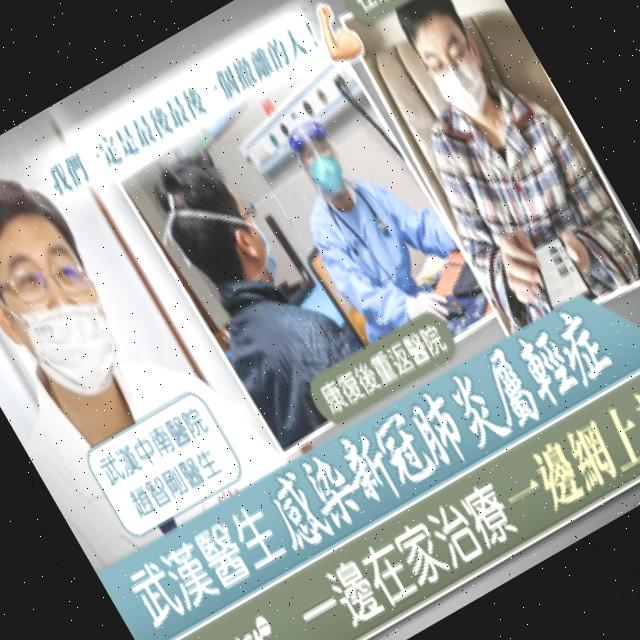 我們一定是最後最後一個撤離的人！
武漢中南醫院
趙智剛醫生
康復後重返醫院
武漢醫生感染新冠肺炎屬輕症
一邊在家治療一邊網上